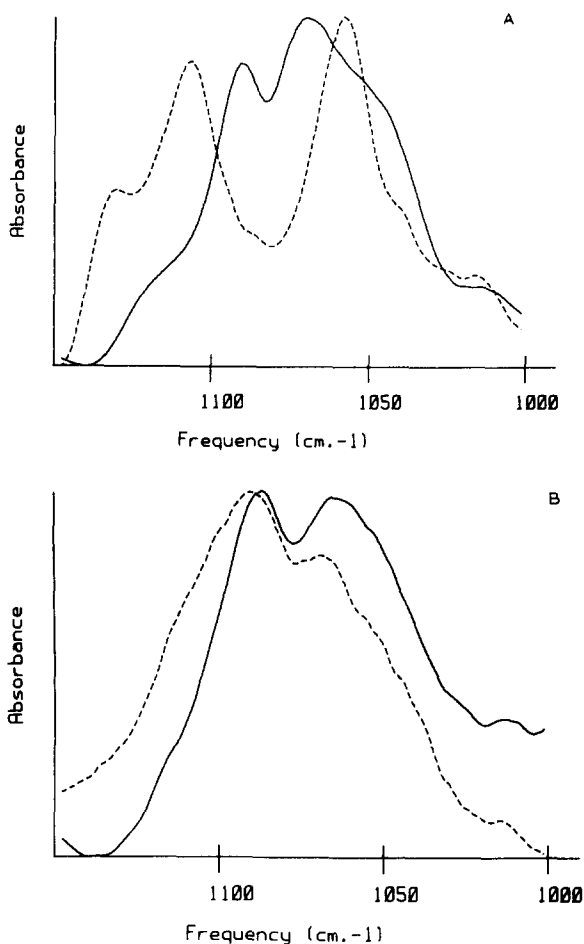 A
Absorbance
1100 1050 1000
Frequency (cm.-1)
B
Absorbance
1100 1050 1000
Frequency (cm.-1)